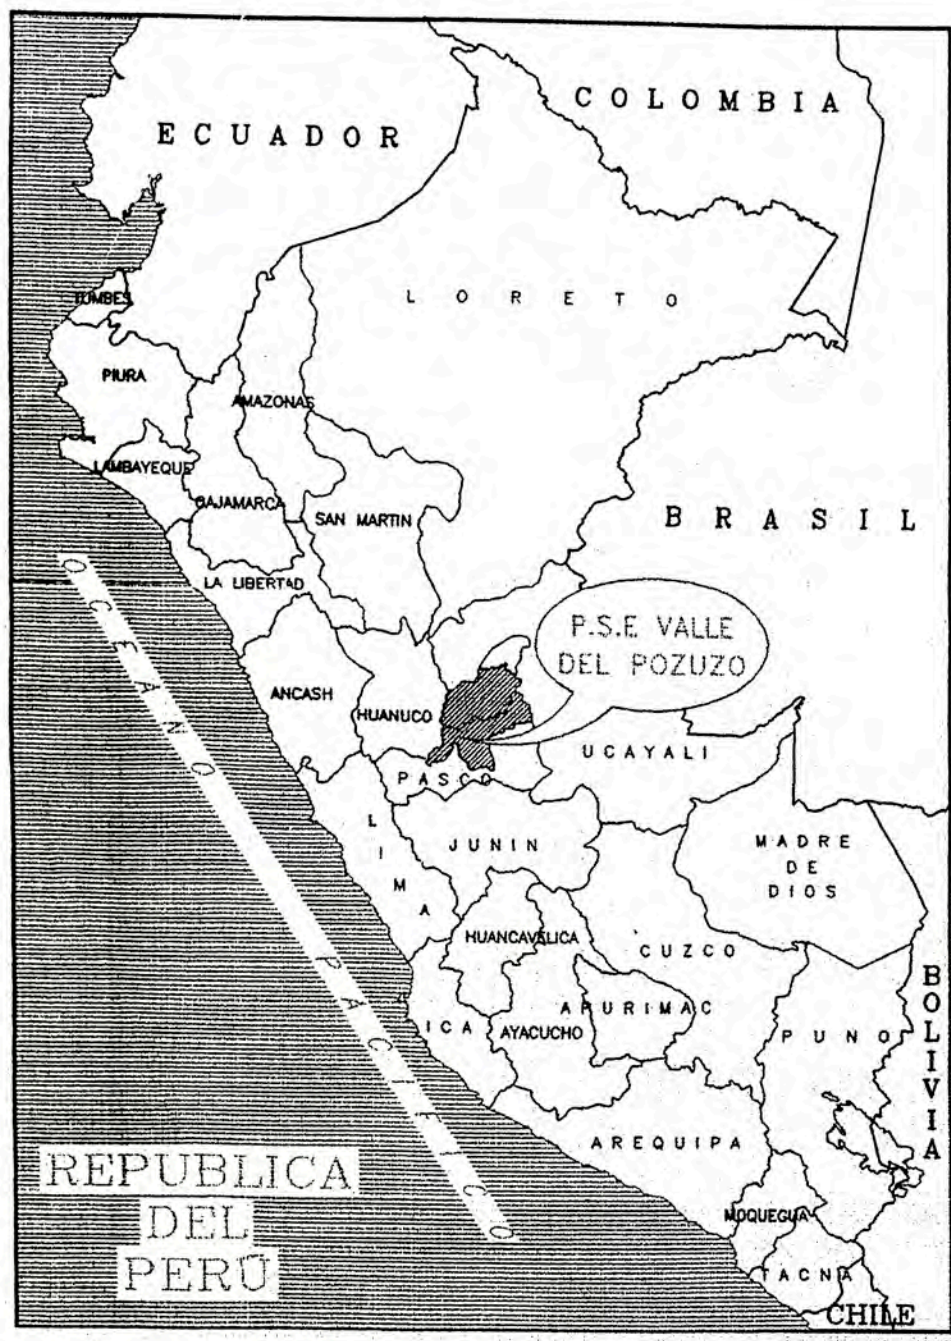 COLOMBIA
ECUADOR
LORETO
TUMBES
PIURA
AMAZONAS
LAMBAYEQUE
CAJAMARCA
SAN MARTIN
BRASIL
LA LIBERTAD
P.S.E VALLE
DEL POZUZO
ANCASH
HUANUCO
UCAYALI
PASCO
LIMA
JUNIN
MADRE
DE
DIOS
HUANCAVELICA
CUZCO
ICA
AYACUCHO
APURIMAC
PUNO
BOLIVIA
AREQUIPA
OCEANO PACIFICO
REPUBLICA
DEL
PERÚ
MOQUEGUA
TACNA
CHILE